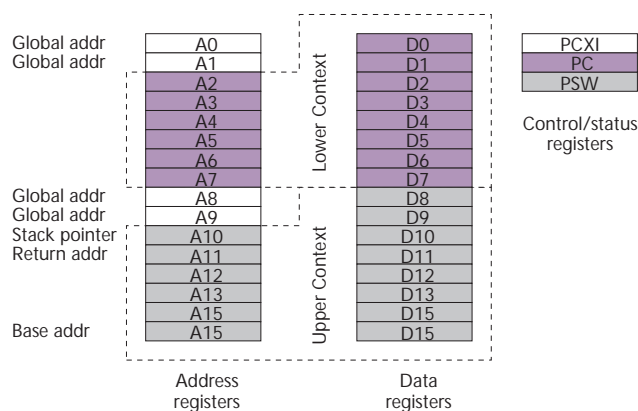 Global addr
Global addr
Global addr
Global addr
Stack pointer
Return addr
Base addr
A0
A1
A2
A3
A4
A5
A6
A7
A8
A9
A10
A11
A12
A13
A15
A15
Address
registers
Lower Context
Upper Context
D0
D1
D2
D3
D4
D5
D6
D7
D8
D9
D10
D11
D12
D13
D15
D15
Data
registers
PCXI
PC
PSW
Control/status
registers